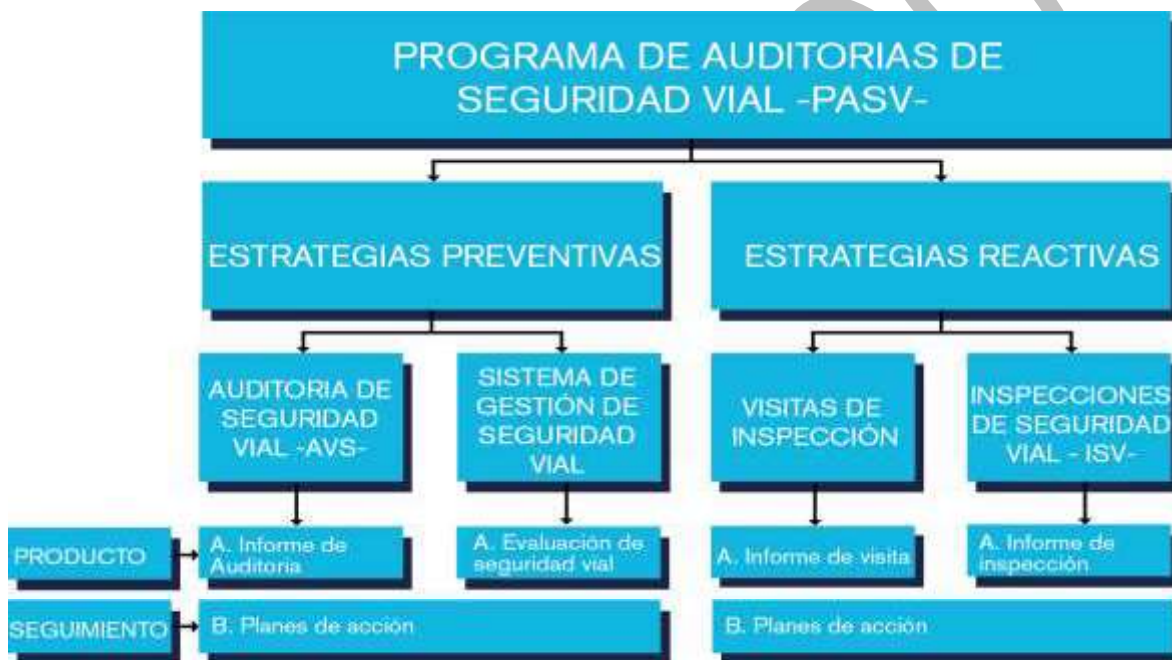 PROGRAMA DE AUDITORIAS DE
SEGURIDAD VIAL -PASV-
ESTRATEGIAS PREVENTIVAS
ESTRATEGIAS REACTIVAS
AUDITORIA DE
SEGURIDAD
VIAL -AVS-
SISTEMA DE
GESTIÓN DE
SEGURIDAD
VIAL
VISITAS DE
INSPECCIÓN
INSPECCIONES
DE SEGURIDAD
VIAL - ISV-
PRODUCTO
A. Informe de
Auditoria
A. Evaluación de
seguridad vial
A. Informe de visita
A. Informe de
inspección
SEGUIMIENTO
B. Planes de acción
B. Planes de acción